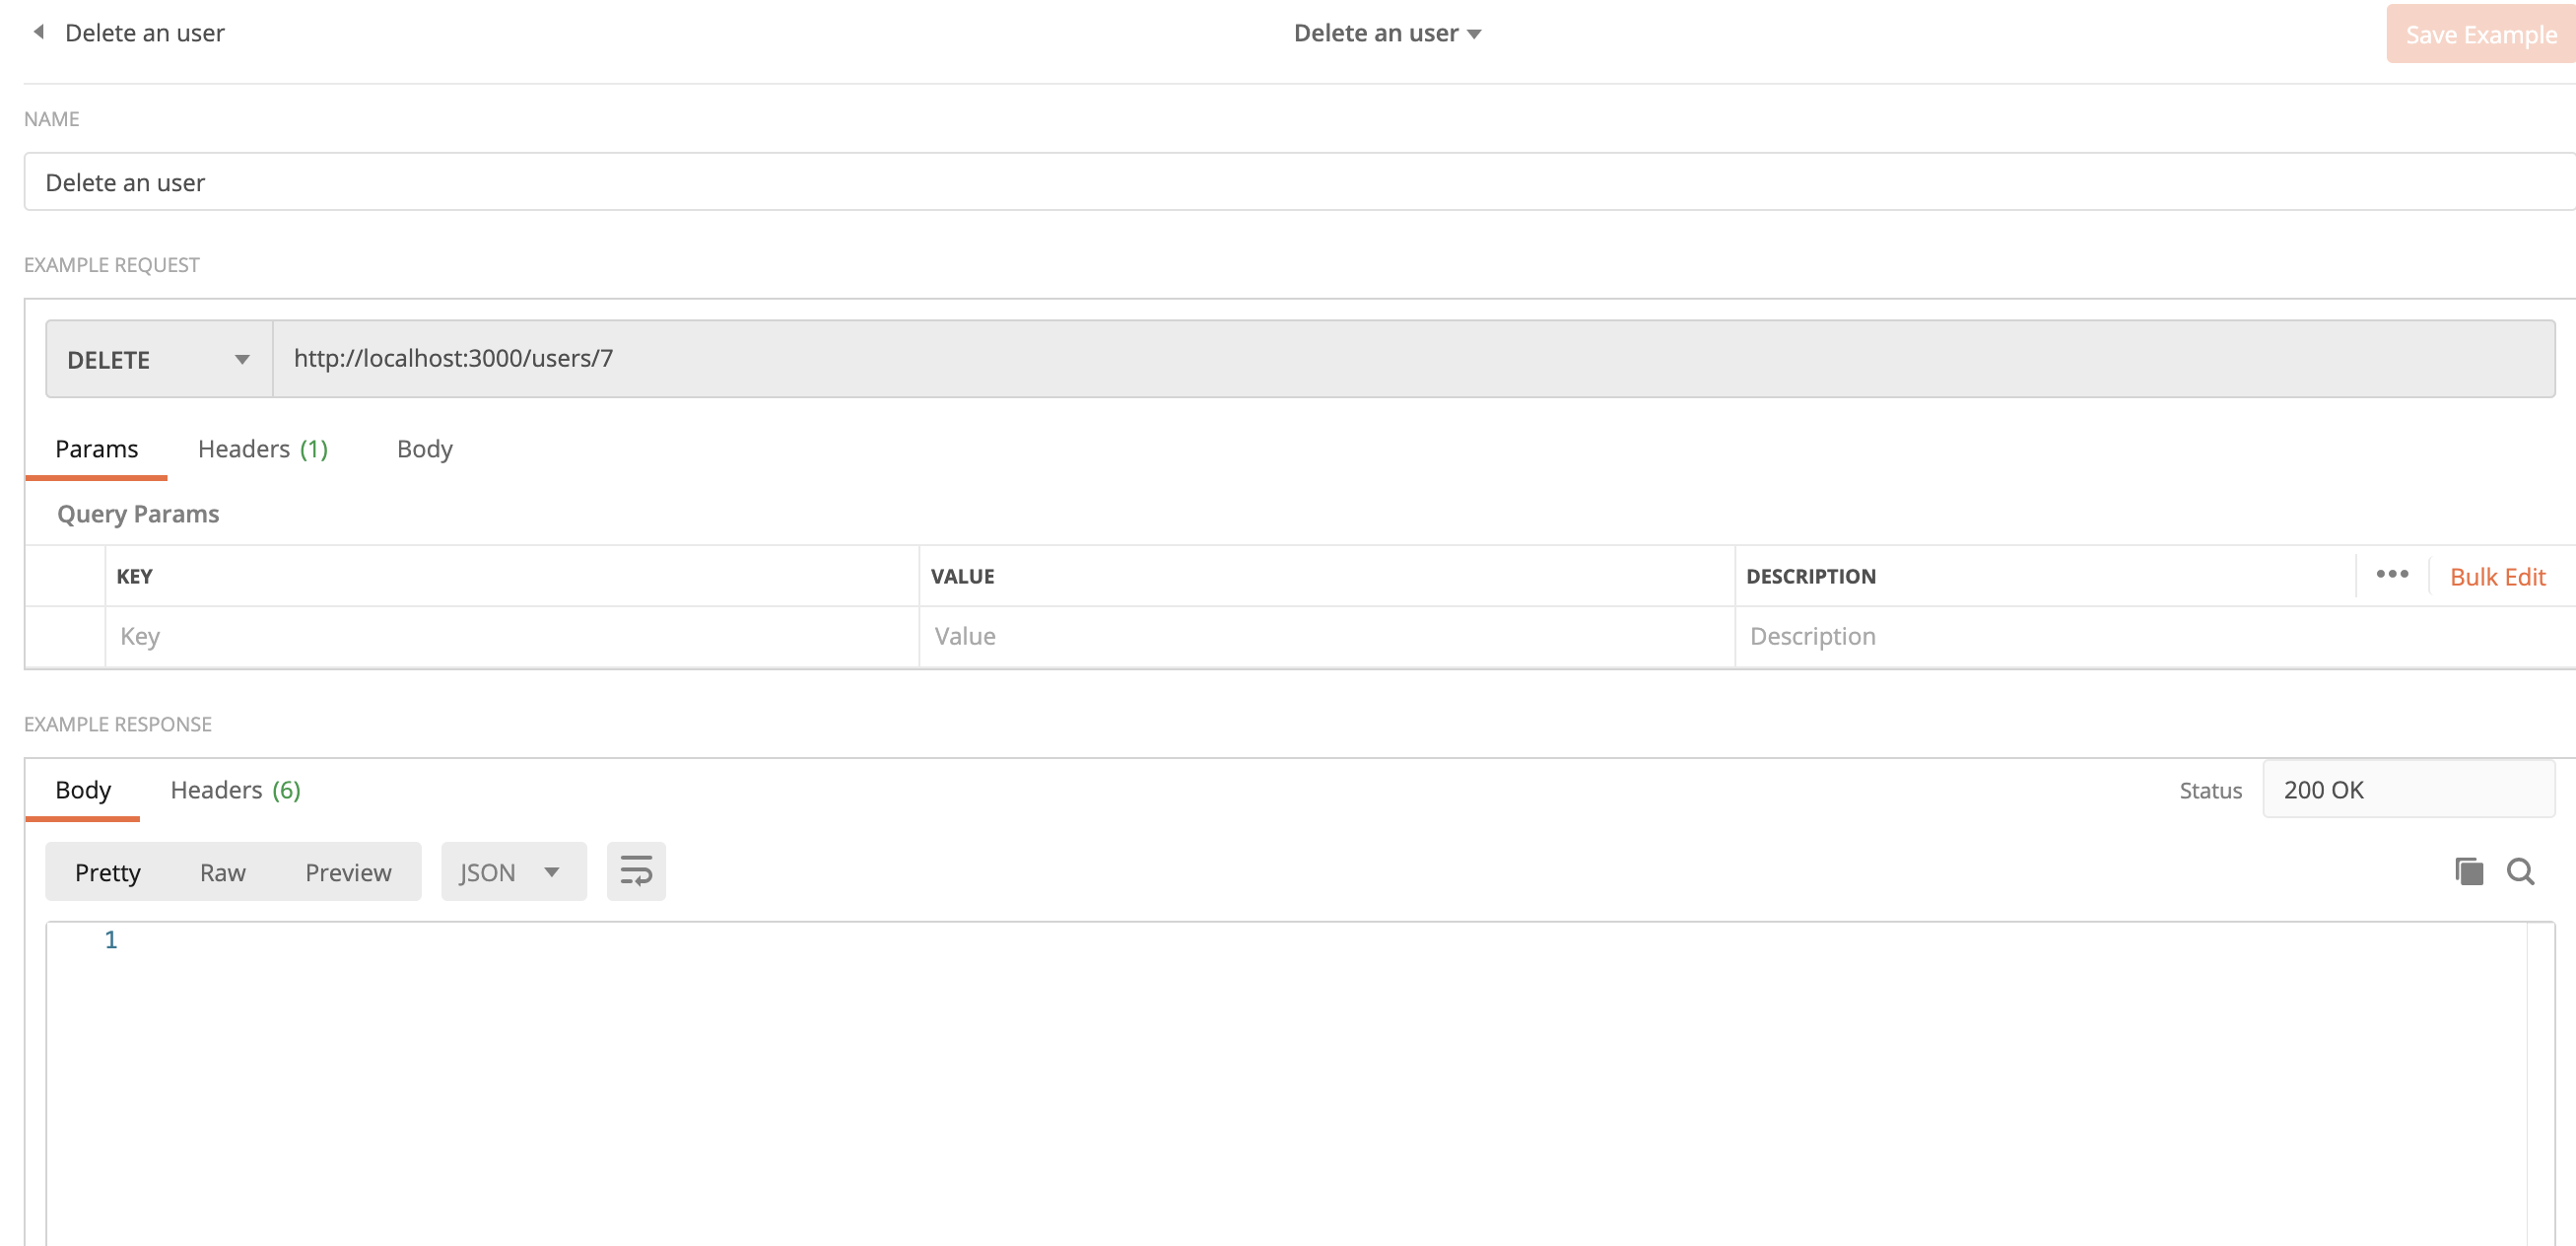 Delete an user
Delete an user
Save Example
NAME
Delete an user
EXAMPLE REQUEST
DELETE
http://localhost:3000/users/7
Params
Headers (1)
Body
Query Params
KEY
VALUE
DESCRIPTION
Bulk Edit
Key
Value
Description
EXAMPLE RESPONSE
Body
Headers (6)
Status
200 OK
Pretty
Raw
Preview
JSON
1